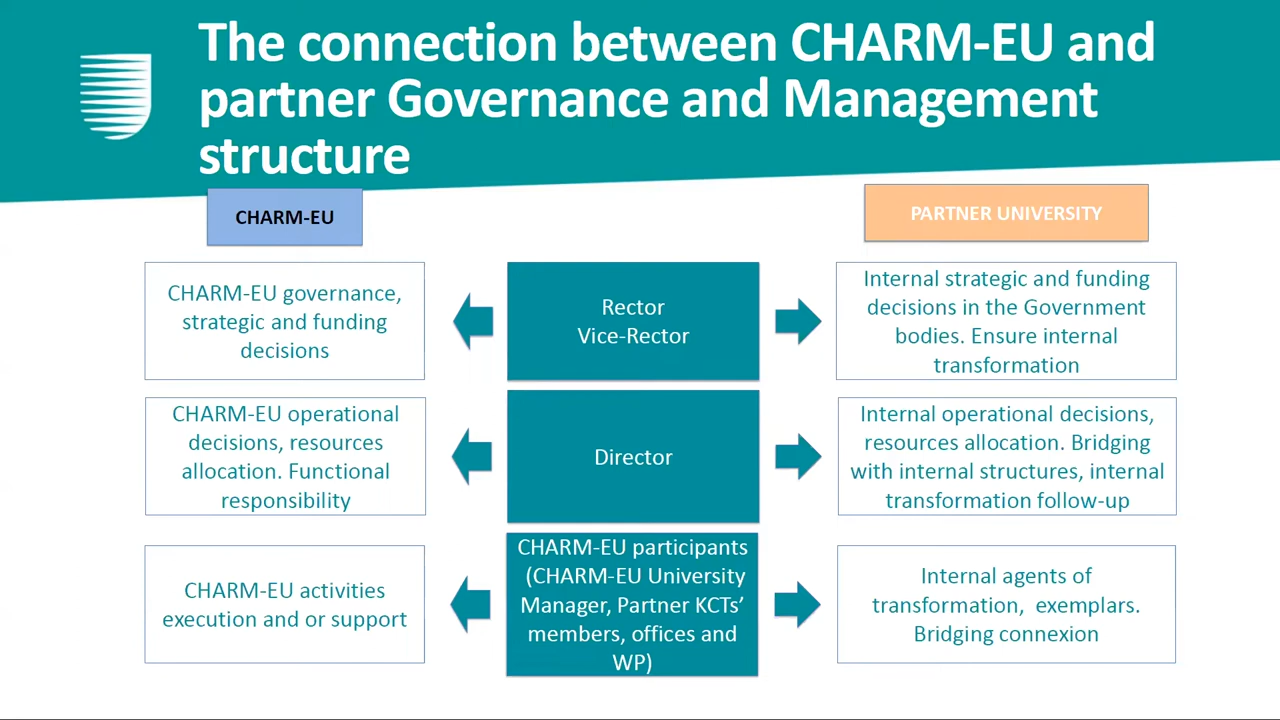 The connection between CHARM-EU and
partner Governance and Management
structure
CHARM-EU
PARTNER UNIVERSITY
CHARM-EU governance,
strategic and funding
decisions
Rector
Vice-Rector
Internal strategic and funding
decisions in the Government
bodies. Ensure internal
transformation
CHARM-EU operational
decisions, resources
allocation. Functional
responsibility
Director
Internal operational decisions,
resources allocation. Bridging
with internal structures, internal
transformation follow-up
CHARM-EU activities
execution and or support
CHARM-EU participants
(CHARM-EU University
Manager, Partner KCTs’
members, offices and
WP)
Internal agents of
transformation, exemplars.
Bridging connexion